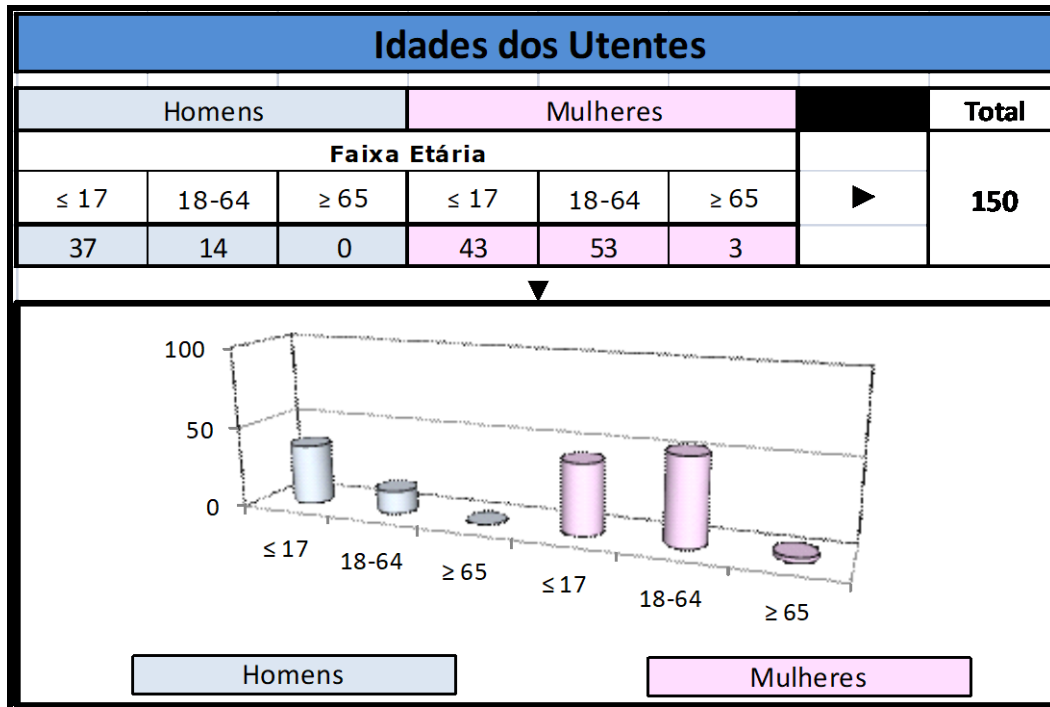 Idades dos Utentes
Homens Mulheres Total
Faixa Etária
≤ 17 18-64 ≥ 65 ≤ 17 18-64 ≥ 65 ► 150
37 14 0 43 53 3
▼
100
50
0
≤ 17 18-64 ≥ 65 ≤ 17 18-64 ≥ 65
Homens Mulheres